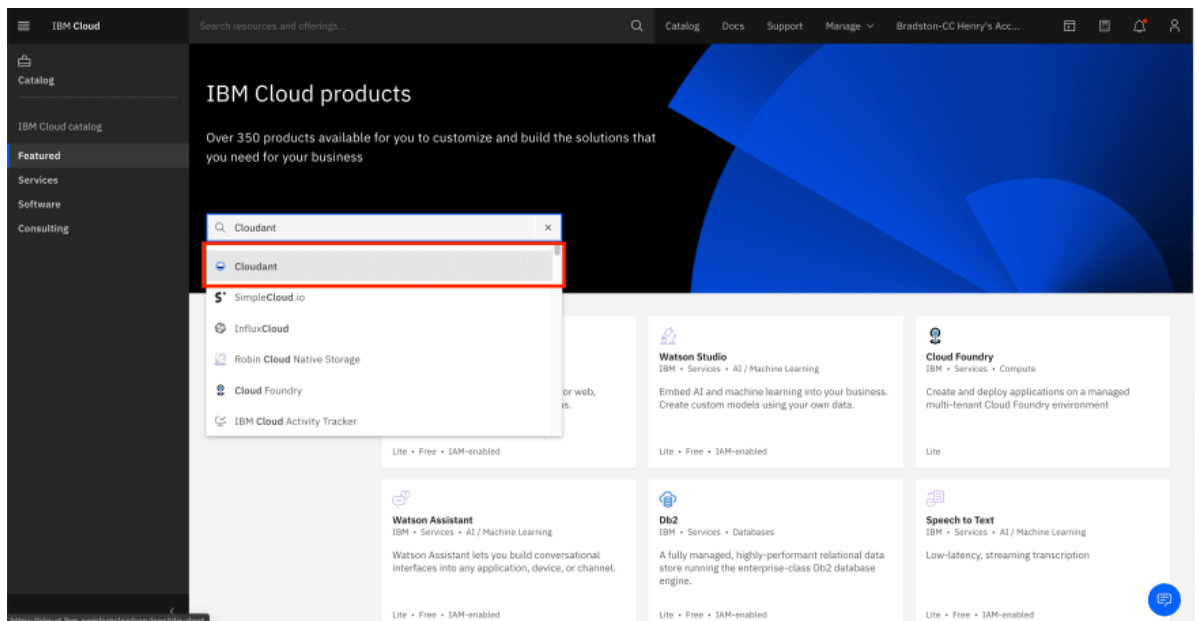 IBM Cloud
Search resources and offerings...
Catalog
Docs
Support
Manage
Bradston-CC Henry's Acc...
Catalog
IBM Cloud catalog
Featured
Services
Software
Consulting
IBM Cloud products
Over 350 products available for you to customize and build the solutions that
you need for your business
Cloudant
Cloudant
SimpleCloud.io
InfluxCloud
Robin Cloud Native Storage
Cloud Foundry
IBM Cloud Activity Tracker
or web,
Lite • Free • IAM-enabled
Watson Studio
IBM • Services • AI / Machine Learning
Embed AI and machine learning into your business.
Create custom models using your own data.
Lite • Free • IAM-enabled
Cloud Foundry
IBM • Services • Compute
Create and deploy applications on a managed
multi-tenant Cloud Foundry environment
Lite
Watson Assistant
IBM • Services • AI / Machine Learning
Watson Assistant lets you build conversational
interfaces into any application, device, or channel.
Lite • Free • IAM-enabled
Db2
IBM • Services • Databases
A fully managed, highly-performant relational data
store running the enterprise-class Db2 database
engine.
Lite • Free • IAM-enabled
Speech to Text
IBM • Services • AI / Machine Learning
Low-latency, streaming transcription
Lite • Free • IAM-enabled